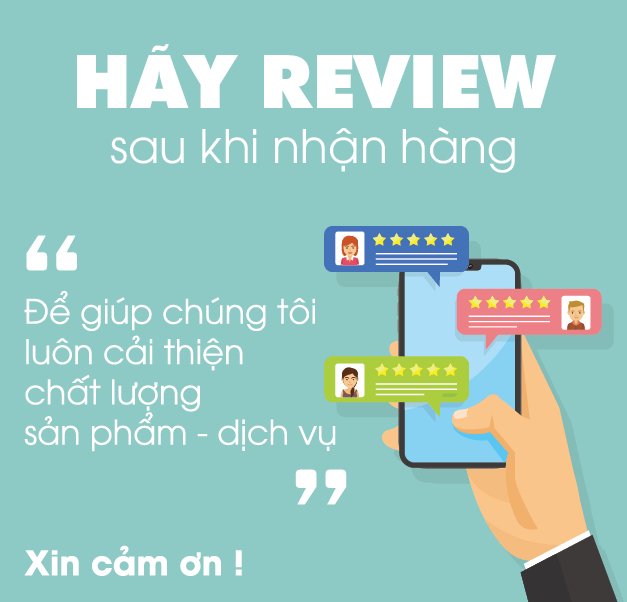 HÃY REVIEW
sau khi nhận hàng
“
Để giúp chúng tôi
luôn cải thiện
chất lượng
sản phẩm - dịch vụ
”
Xin cảm ơn !